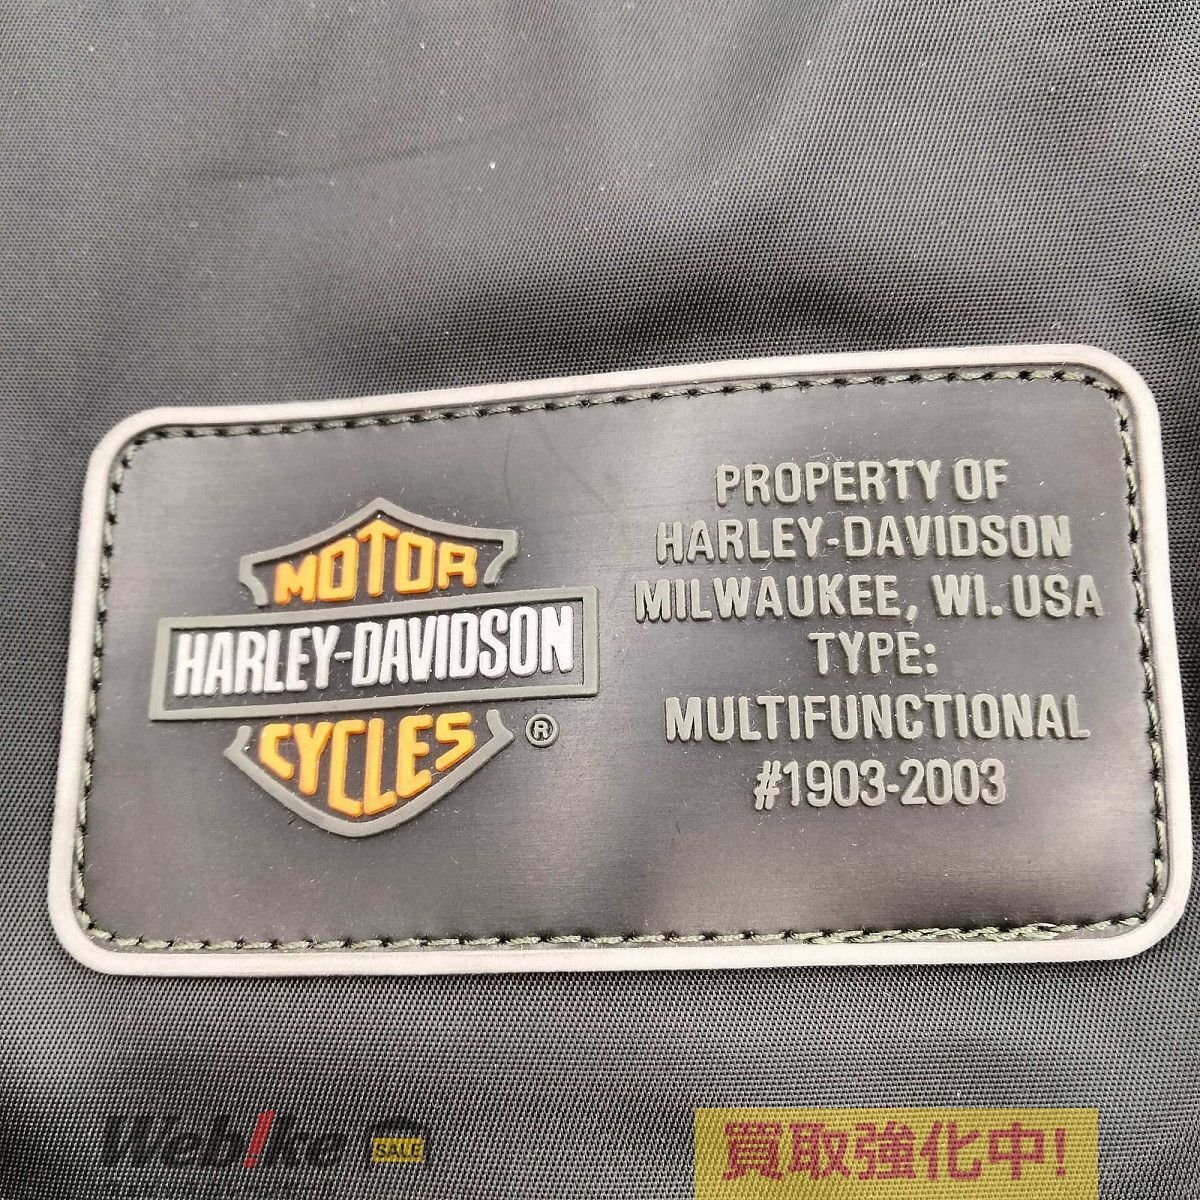 MOTOR
HARLEY-DAVIDSON
CYCLES
®
PROPERTY OF
HARLEY-DAVIDSON
MILWAUKEE, WI. USA
TYPE:
MULTIFUNCTIONAL
#1903-2003
Webike
SALE
買取強化中!